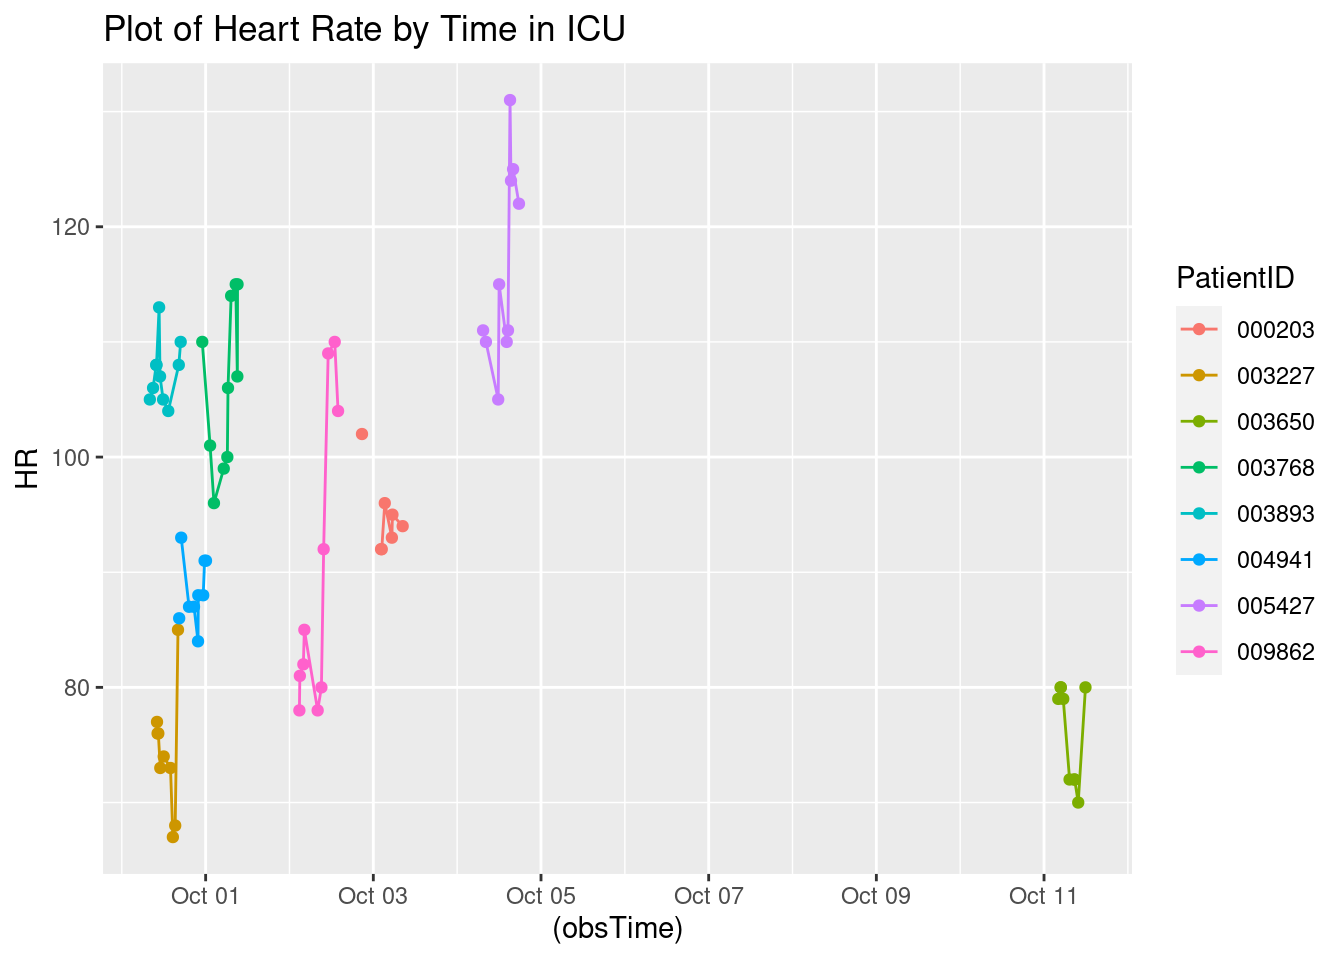 Plot of Heart Rate by Time in ICU
120
100
80
HR
Oct 01
Oct 03
Oct 05
Oct 07
Oct 09
Oct 11
(obsTime)
PatientID
000203
003227
003650
003768
003893
004941
005427
009862